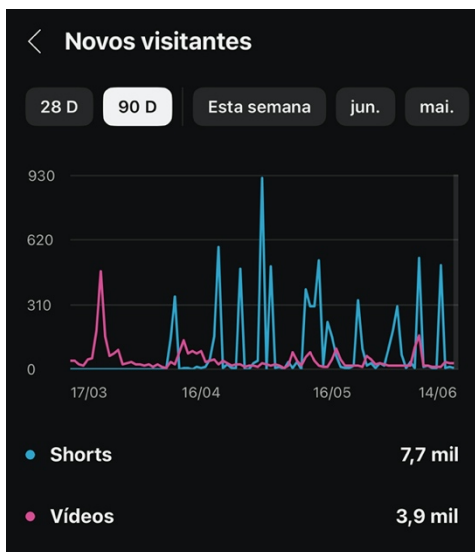 Novos visitantes
28 D 90 D Esta semana jun. mai.
930
620
310
0
17/03 16/04 16/05 14/06
Shorts 7,7 mil
Vídeos 3,9 mil